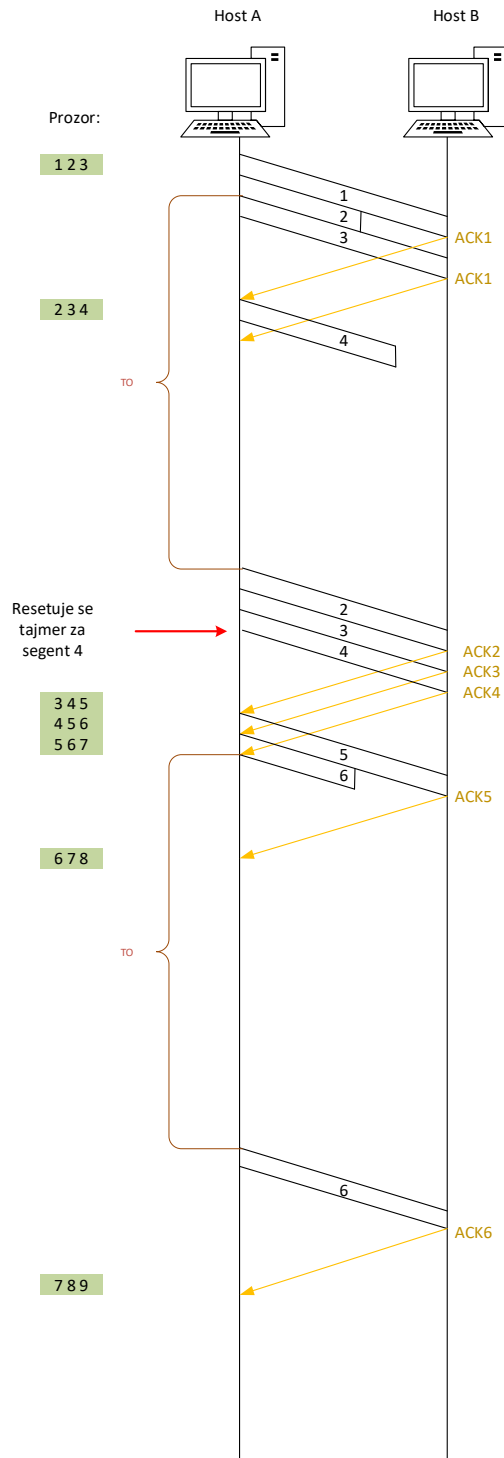 Host A
Host B
Prozor:
1 2 3
1
2
3
ACK1
ACK1
2 3 4
4
TO
2
3
4
Resetuje se
tajmer za
segent 4
ACK2
ACK3
ACK4
3 4 5
4 5 6
5 6 7
5
6
ACK5
6 7 8
TO
6
ACK6
7 8 9